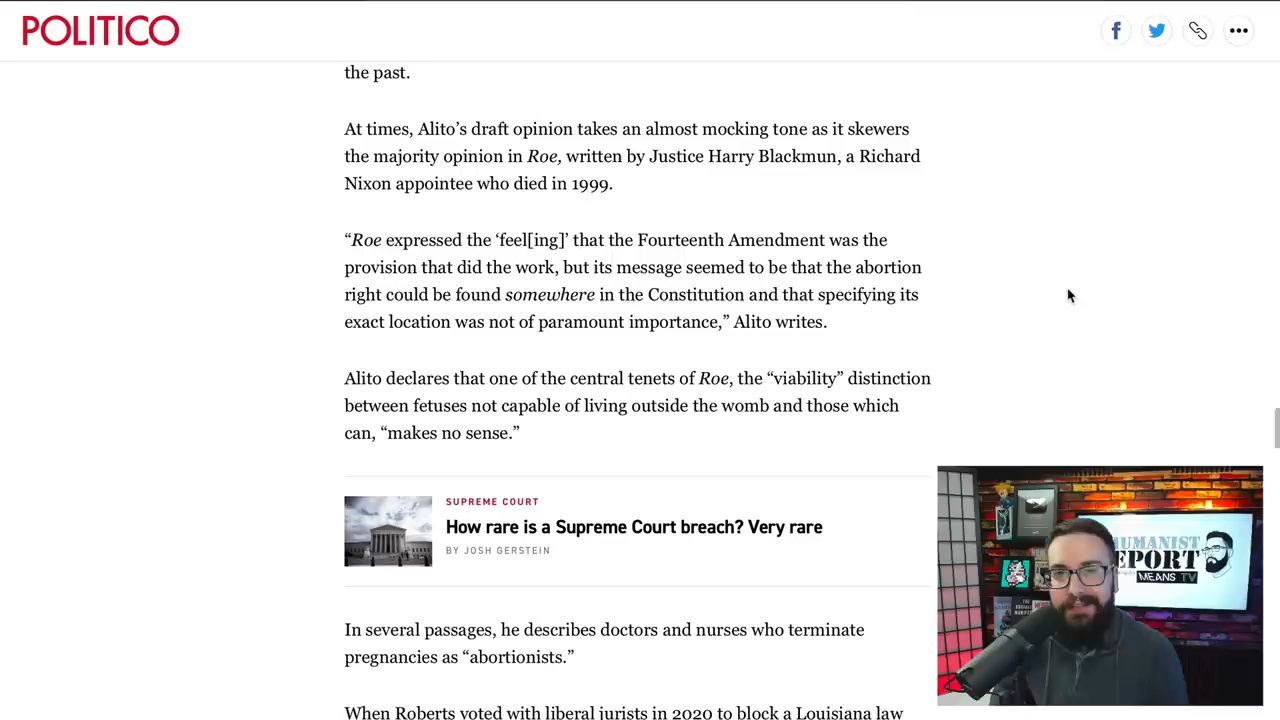 POLITICO
the past.
At times, Alito’s draft opinion takes an almost mocking tone as it skewers
the majority opinion in Roe, written by Justice Harry Blackmun, a Richard
Nixon appointee who died in 1999.
“Roe expressed the ‘feel[ing]’ that the Fourteenth Amendment was the
provision that did the work, but its message seemed to be that the abortion
right could be found somewhere in the Constitution and that specifying its
exact location was not of paramount importance,” Alito writes.
Alito declares that one of the central tenets of Roe, the “viability” distinction
between fetuses not capable of living outside the womb and those which
can, “makes no sense.”
SUPREME COURT
How rare is a Supreme Court breach? Very rare
BY JOSH GERSTEIN
In several passages, he describes doctors and nurses who terminate
pregnancies as “abortionists.”
When Roberts voted with liberal jurists in 2020 to block a Louisiana law
UMANIST
EPORT
MEANS TV